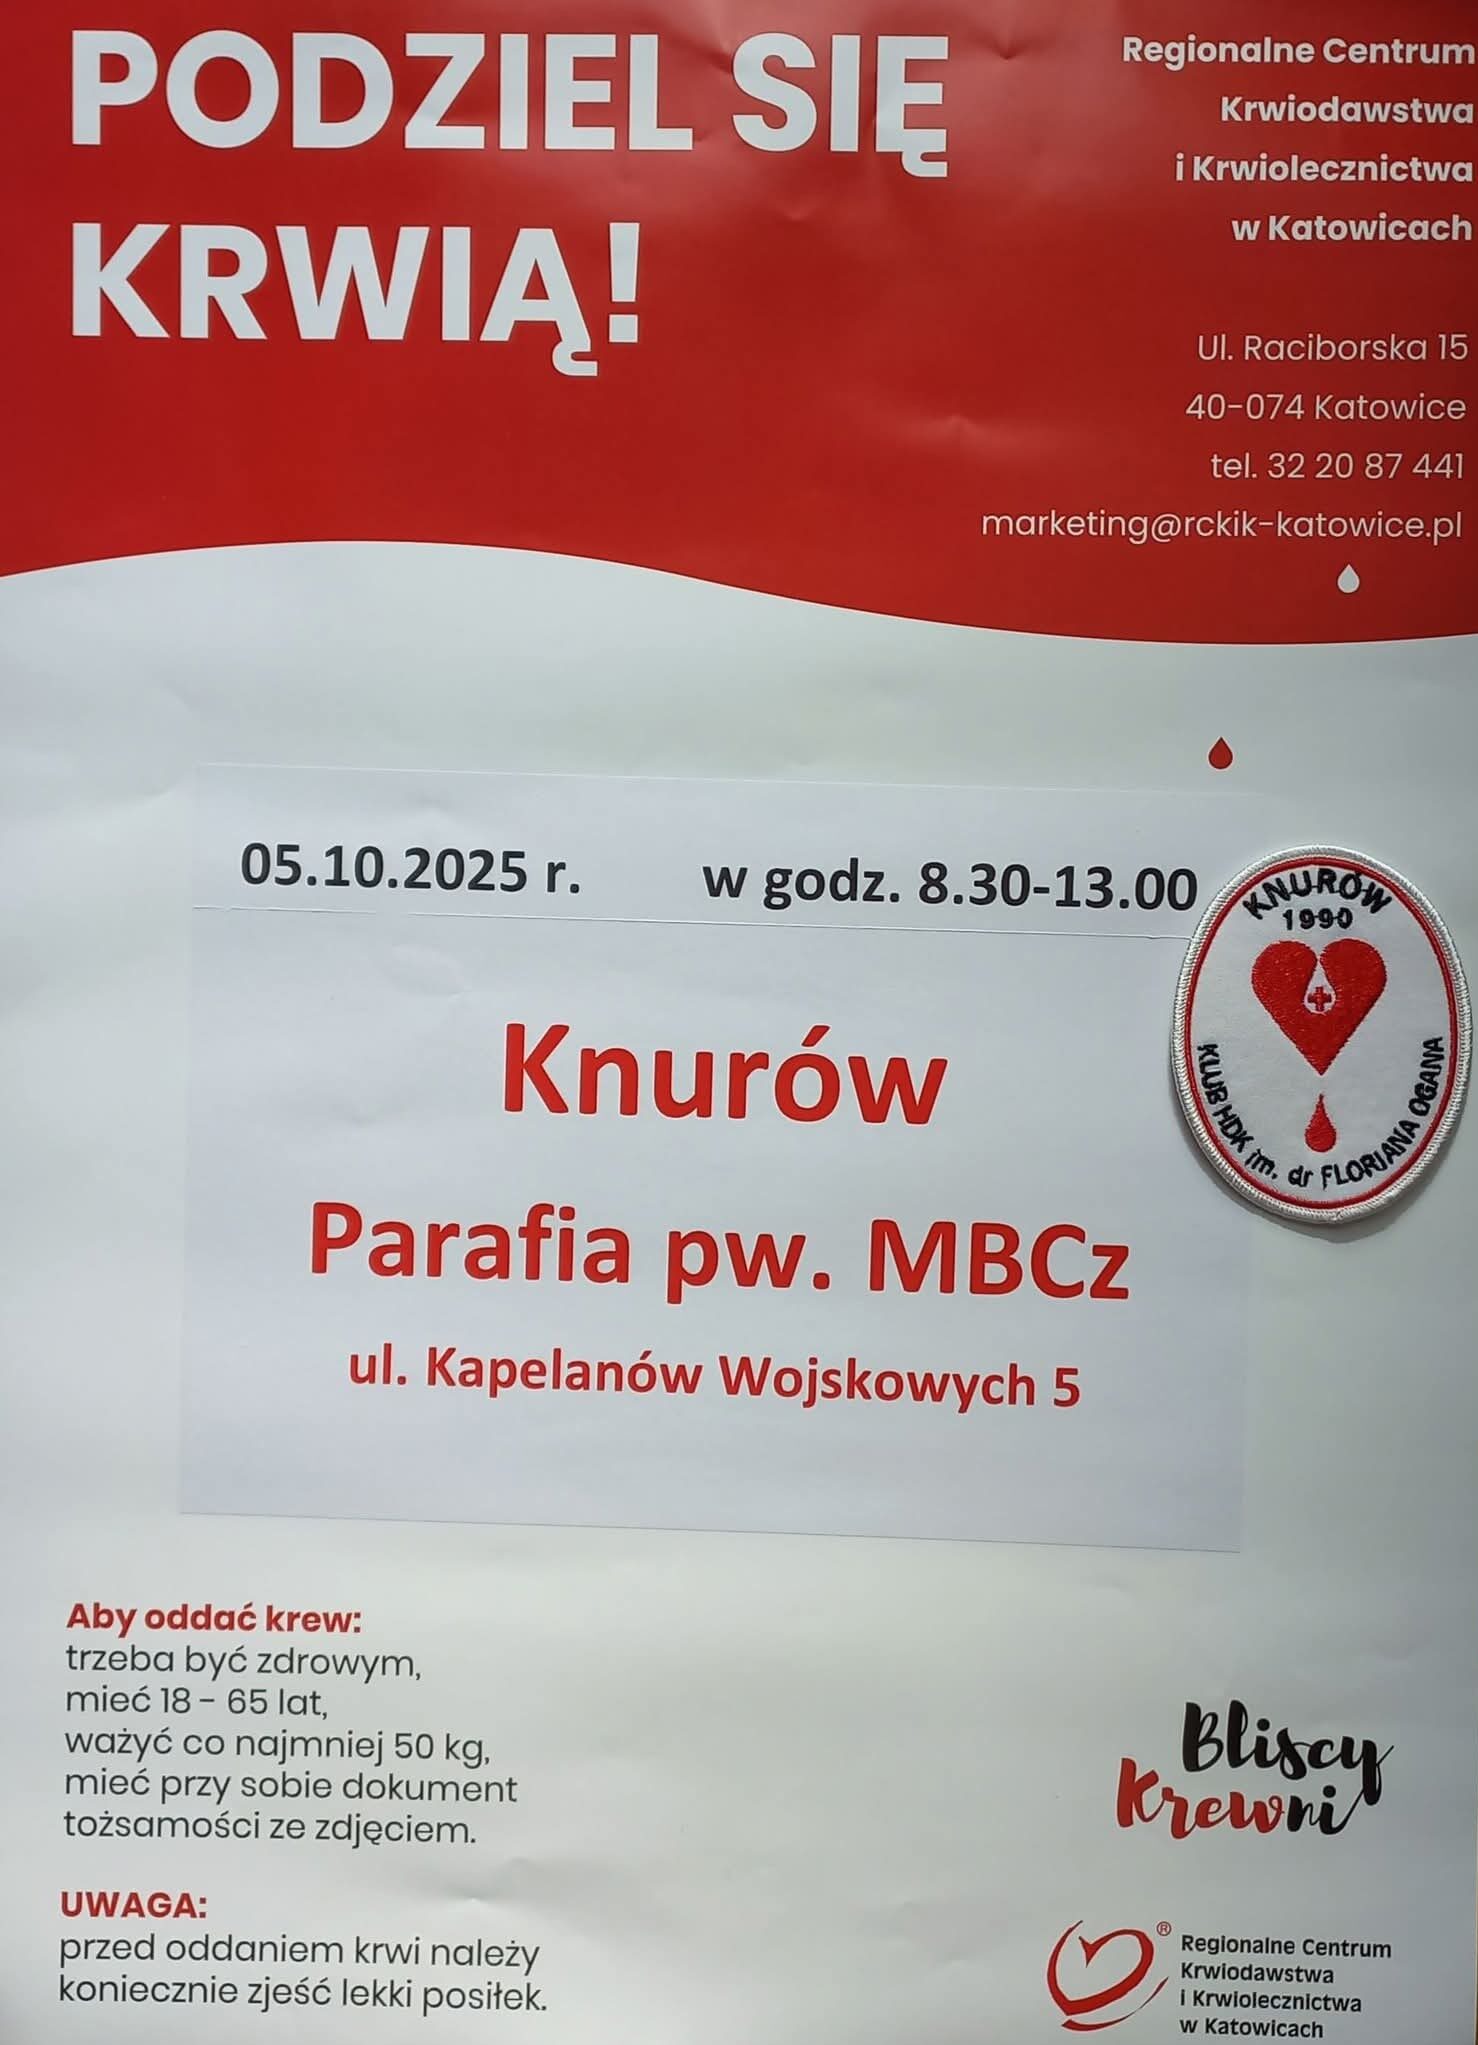 PODZIEL SIĘ
KRWIĄ!
Regionalne Centrum
Krwiodawstwa
i Krwiolecznictwa
w Katowicach
Ul. Raciborska 15
40-074 Katowice
tel. 32 20 87 441
marketing@rckik-katowice.pl
05.10.2025 r. w godz. 8.30-13.00
KNURÓW
1990
KLUB HDK im. dr FLORIANA OGANA
Knurów
Parafia pw. MBCz
ul. Kapelanów Wojskowych 5
Aby oddać krew:
trzeba być zdrowym,
mieć 18 - 65 lat,
ważyć co najmniej 50 kg,
mieć przy sobie dokument
tożsamości ze zdjęciem.
UWAGA:
przed oddaniem krwi należy
koniecznie zjeść lekki posiłek.
Bliscy
Krewni
®
Regionalne Centrum
Krwiodawstwa
i Krwiolecznictwa
w Katowicach